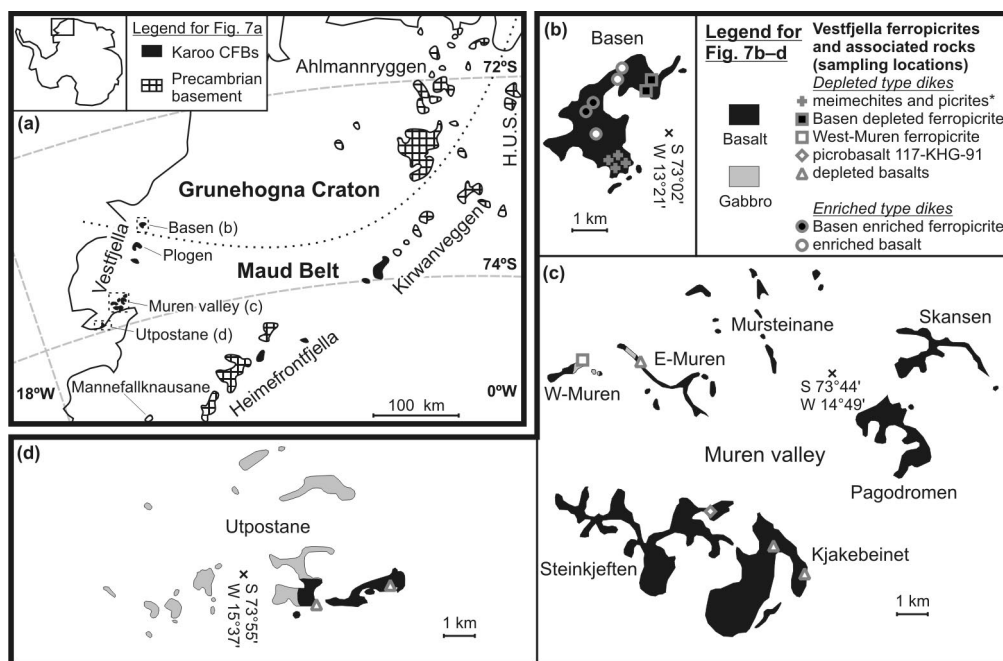 Legend for Fig. 7a
Karoo CFBs
Precambrian
basement
(a)
Ahlmannryggen
72°S
H.U.S.
Grunehogna Craton
Basen (b)
Plogen
Vestfjella
Maud Belt
Kirwanveggen
74°S
Muren valley (c)
Utpostane (d)
Mannefallknausane
Heimefrontfjella
18°W
0°W
100 km
(b)
Basen
S 73°02'
W 13°21'
1 km
Legend for
Fig. 7b–d
Basalt
Gabbro
Vestfjella
ferropicrites
and associated rocks
(sampling locations)
Depleted type dikes
meimechites and picrites*
Basen depleted ferropicrite
West-Muren ferropicrite
picrobasalt 117-KHG-91
depleted basalts
Enriched type dikes
Basen enriched ferropicrite
enriched basalt
(c)
Mursteinane
Skansen
E-Muren
W-Muren
S 73°44'
W 14°49'
Muren valley
Pagodromen
Steinkjeften
Kjakebeinet
1 km
(d)
Utpostane
S 73°55'
W 15°37'
1 km